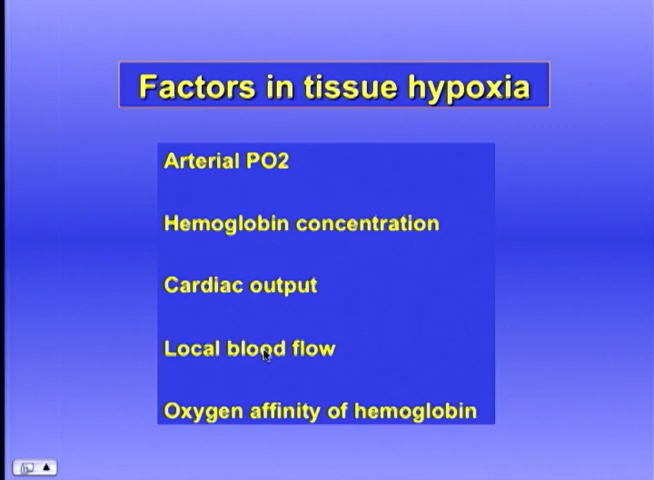 Factors in tissue hypoxia
Arterial PO2
Hemoglobin concentration
Cardiac output
Local blood flow
Oxygen affinity of hemoglobin